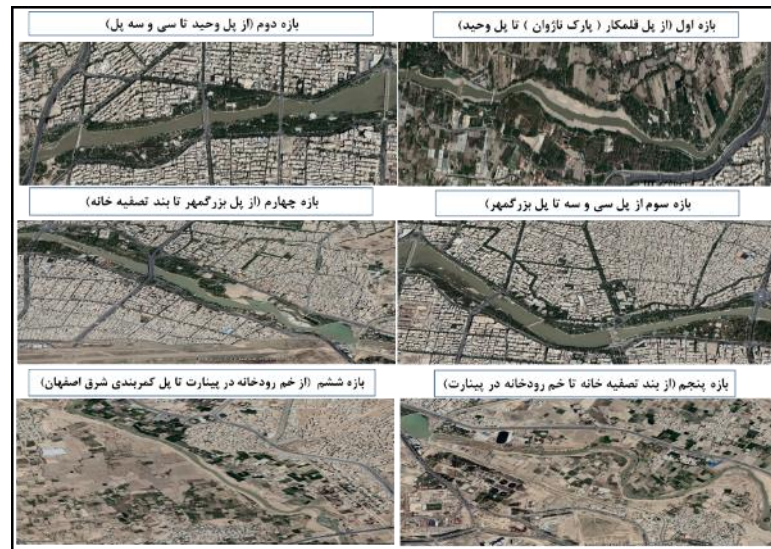 بازه اول (از پل قلمکار ( پارک ناژوان ) تا پل وحید)
بازه دوم (از پل وحید تا سی و سه پل)
بازه سوم از پل سی و سه تا پل بزرگمهر)
بازه چهارم (از پل بزرگمهر تا بند تصفیه خانه)
بازه پنجم (از بند تصفیه خانه تا خم رودخانه در پینارت)
بازه ششم (از خم رودخانه در پینارت تا پل کمربندی شرق اصفهان)